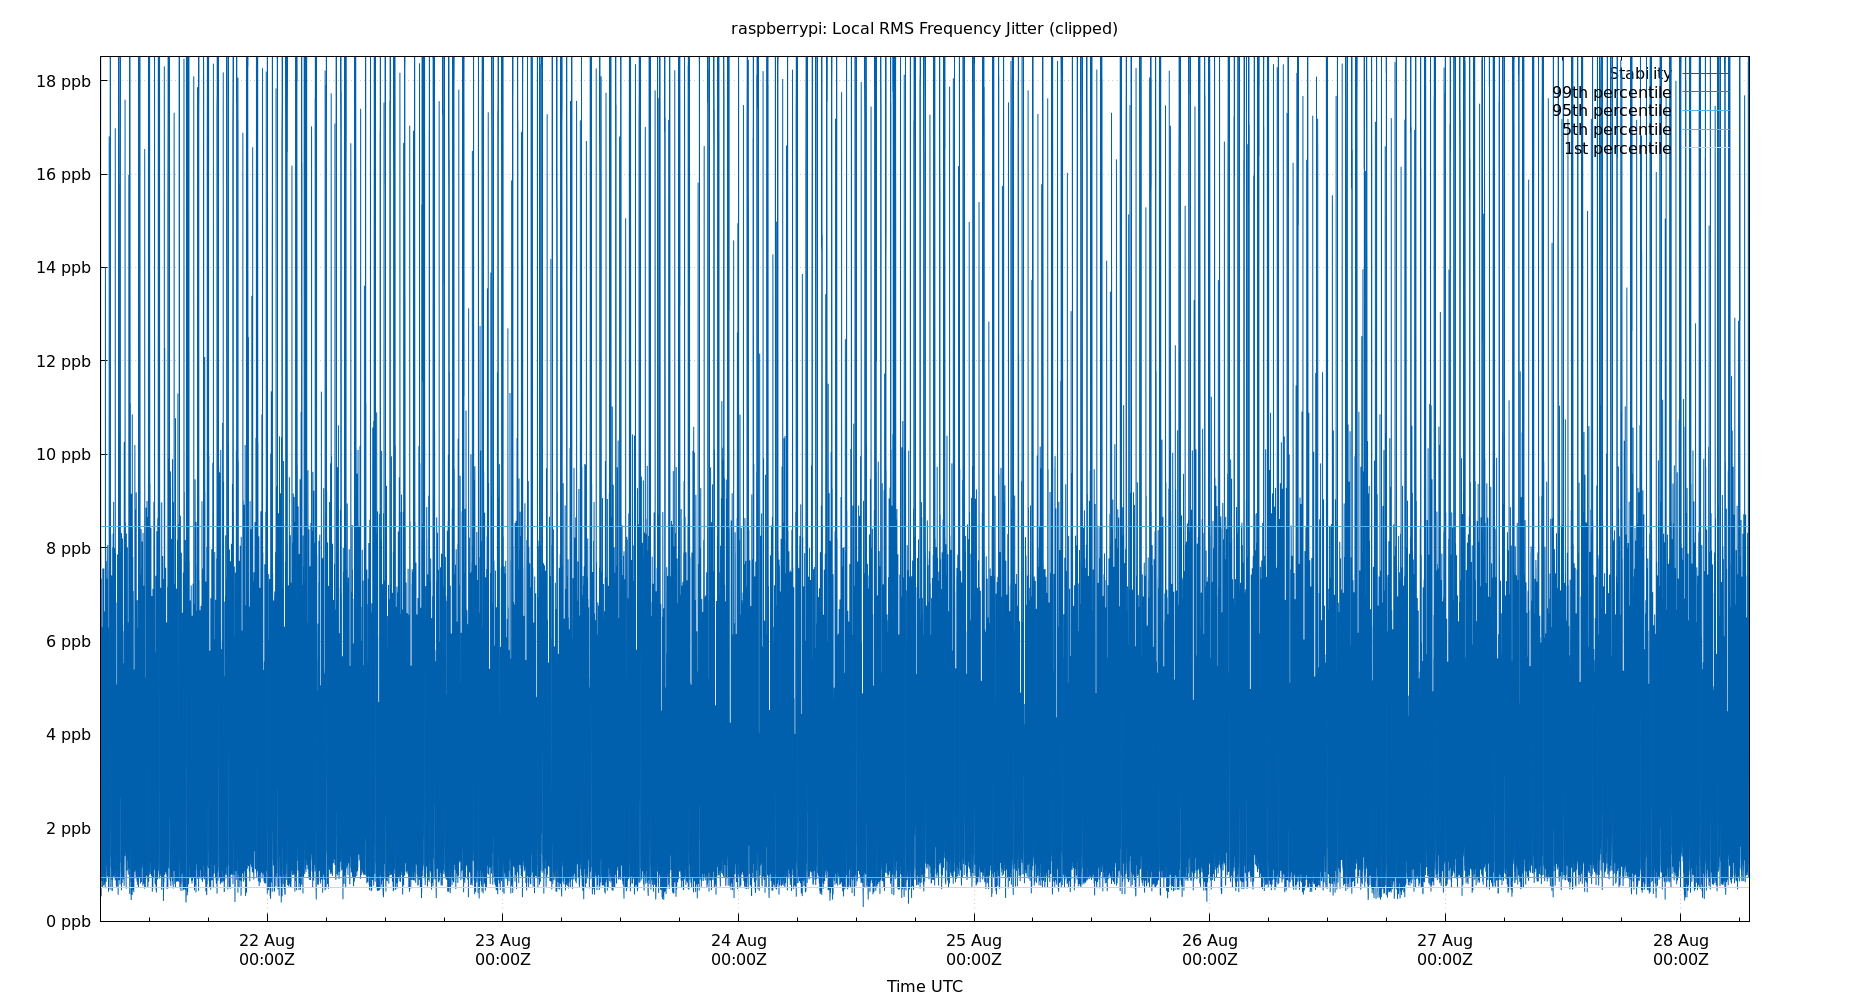 raspberrypi: Local RMS Frequency Jitter (clipped)
18 ppb
16 ppb
14 ppb
12 ppb
10 ppb
8 ppb
6 ppb
4 ppb
2 ppb
0 ppb
Stability
99th percentile
95th percentile
5th percentile
1st percentile
22 Aug 23 Aug 24 Aug 25 Aug 26 Aug 27 Aug 28 Aug
00:00Z 00:00Z 00:00Z 00:00Z 00:00Z 00:00Z 00:00Z
Time UTC